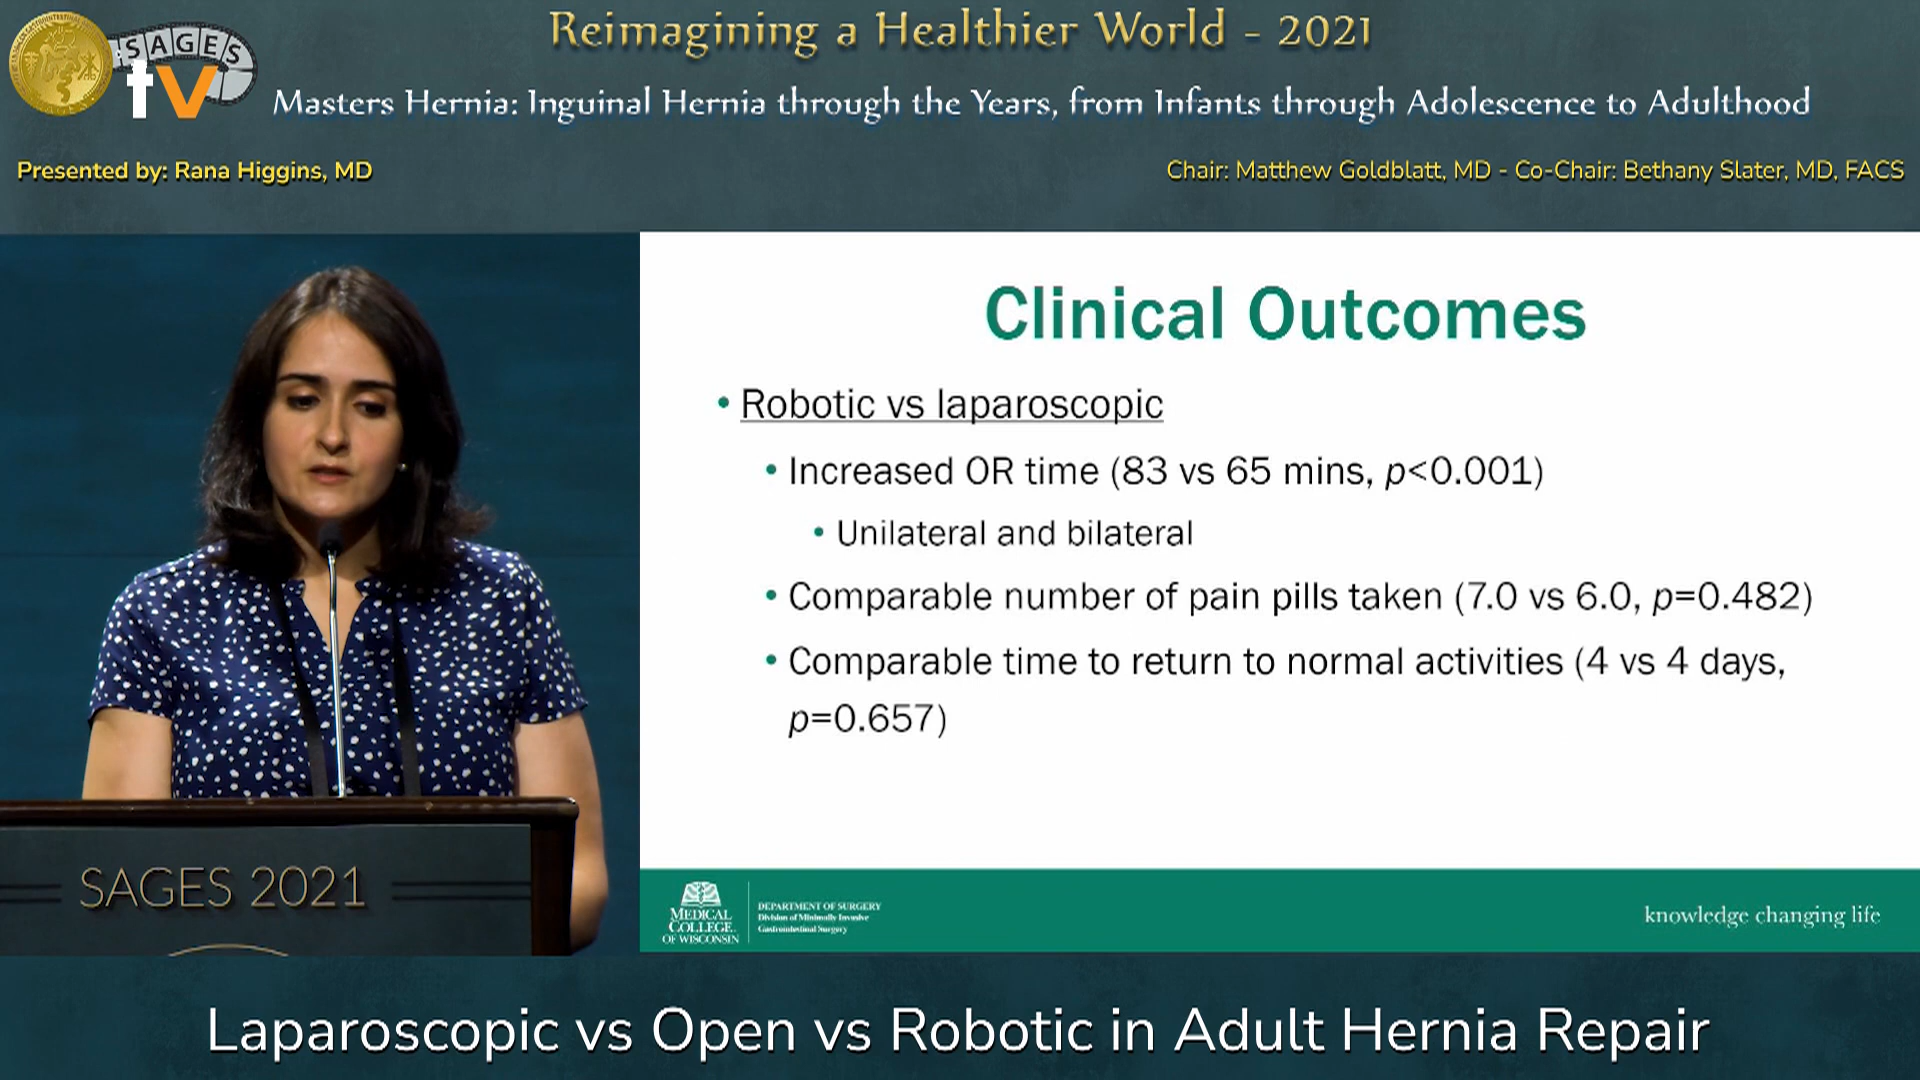 Reimagining a Healthier World - 2021
SAGES
tv
Masters Hernia: Inguinal Hernia through the Years, from Infants through Adolescence to Adulthood
Presented by: Rana Higgins, MD
Chair: Matthew Goldblatt, MD - Co-Chair: Bethany Slater, MD, FACS
Clinical Outcomes
• Robotic vs laparoscopic
• Increased OR time (83 vs 65 mins, p<0.001)
• Unilateral and bilateral
• Comparable number of pain pills taken (7.0 vs 6.0, p=0.482)
• Comparable time to return to normal activities (4 vs 4 days,
p=0.657)
SAGES 2021
MEDICAL
COLLEGE
OF WISCONSIN
DEPARTMENT OF SURGERY
Division of Minimally Invasive
Gastrointestinal Surgery
knowledge changing life
Laparoscopic vs Open vs Robotic in Adult Hernia Repair